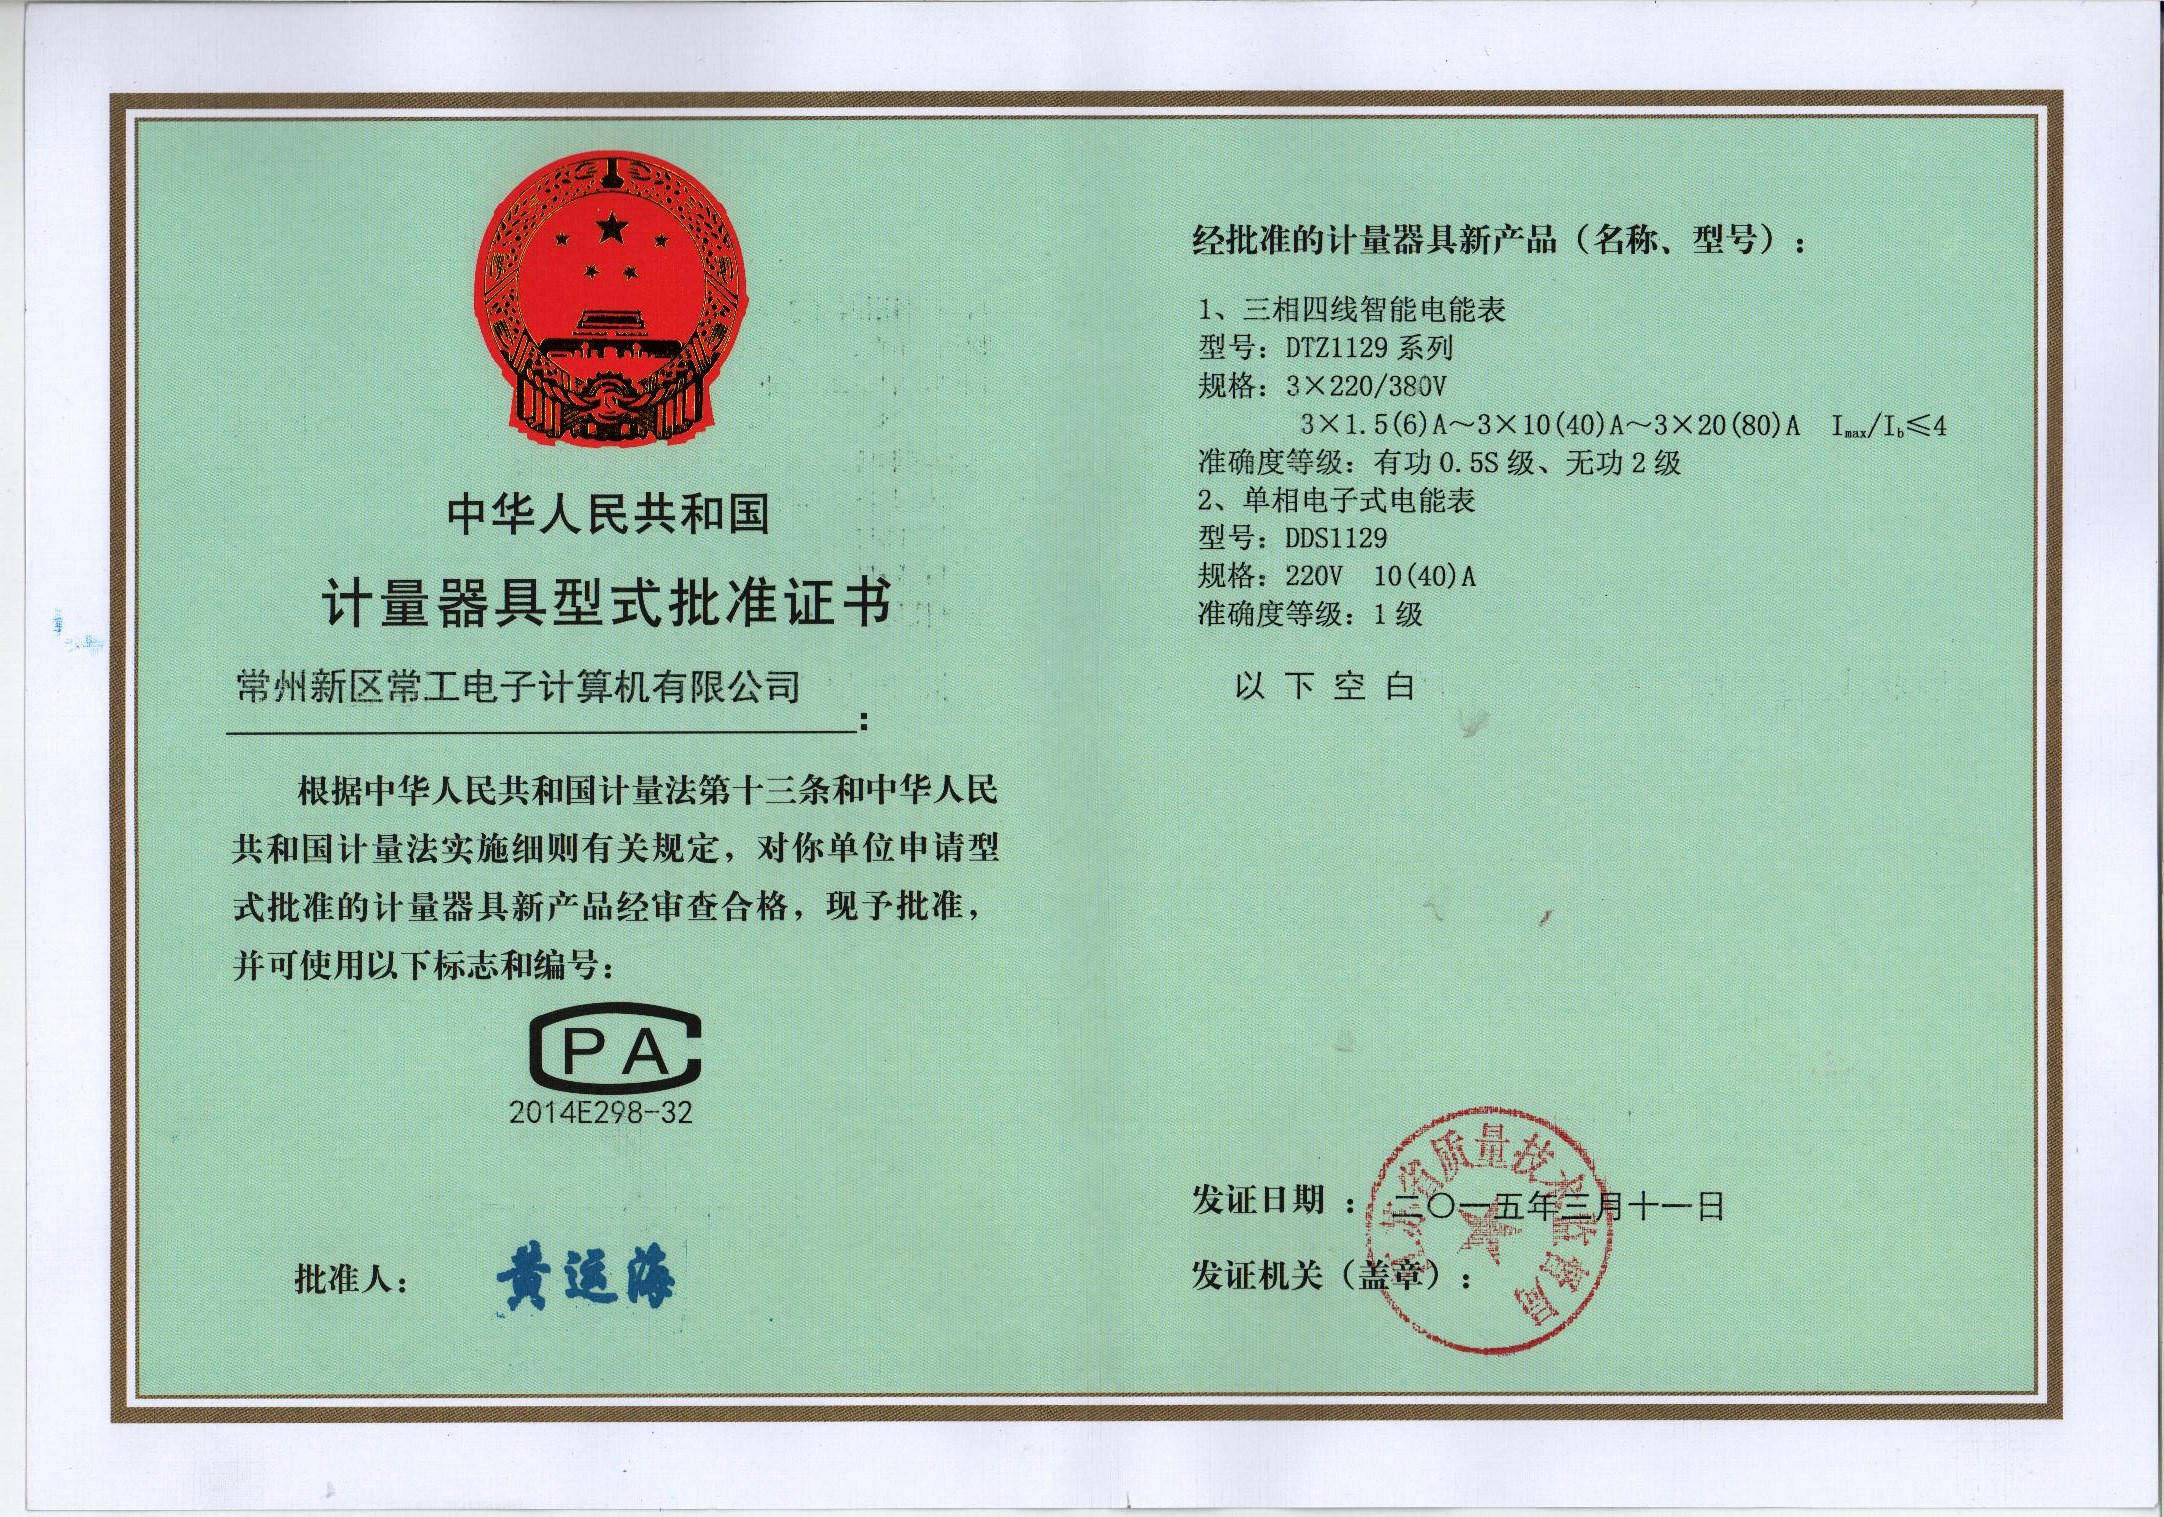 中华人民共和国
计量器具型式批准证书
常州新区常工电子计算机有限公司：
根据中华人民共和国计量法第十三条和中华人民
共和国计量法实施细则有关规定，对你单位申请型
式批准的计量器具新产品经审查合格，现予批准，
并可使用以下标志和编号：
CPA
2014E298-32
批准人：黄运海
经批准的计量器具新产品（名称、型号）：
1、三相四线智能电能表
型号：DTZ1129 系列
规格：3×220/380V
3×1.5(6)A～3×10(40)A～3×20(80)A Imax/Ib≤4
准确度等级：有功 0.5S 级、无功 2 级
2、单相电子式电能表
型号：DDS1129
规格：220V 10(40)A
准确度等级：1 级
以下空白
发证日期：二〇一五年三月十一日
发证机关（盖章）：
江苏省质量技术监督局